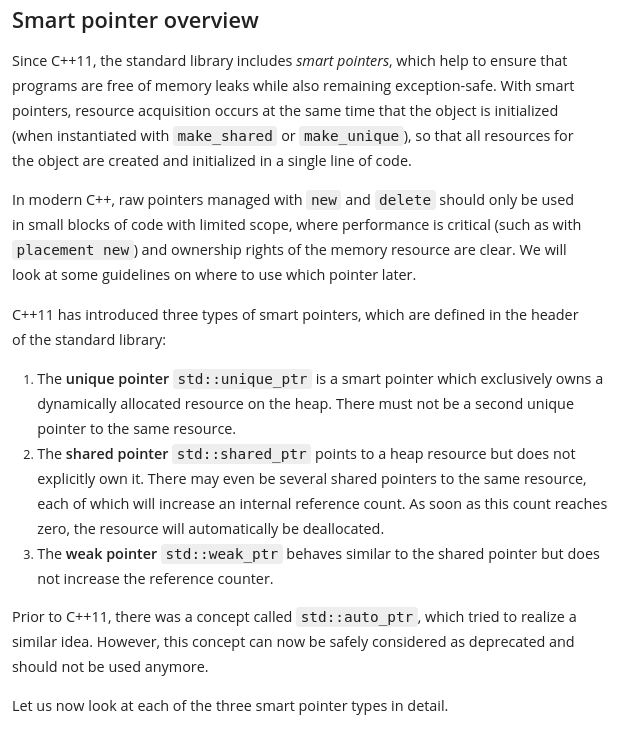 Smart pointer overview
Since C++11, the standard library includes smart pointers, which help to ensure that
programs are free of memory leaks while also remaining exception-safe. With smart
pointers, resource acquisition occurs at the same time that the object is initialized
(when instantiated with make_shared or make_unique), so that all resources for
the object are created and initialized in a single line of code.
In modern C++, raw pointers managed with new and delete should only be used
in small blocks of code with limited scope, where performance is critical (such as with
placement new) and ownership rights of the memory resource are clear. We will
look at some guidelines on where to use which pointer later.
C++11 has introduced three types of smart pointers, which are defined in the header
of the standard library:
1. The unique pointer std::unique_ptr is a smart pointer which exclusively owns a
dynamically allocated resource on the heap. There must not be a second unique
pointer to the same resource.
2. The shared pointer std::shared_ptr points to a heap resource but does not
explicitly own it. There may even be several shared pointers to the same resource,
each of which will increase an internal reference count. As soon as this count reaches
zero, the resource will automatically be deallocated.
3. The weak pointer std::weak_ptr behaves similar to the shared pointer but does
not increase the reference counter.
Prior to C++11, there was a concept called std::auto_ptr, which tried to realize a
similar idea. However, this concept can now be safely considered as deprecated and
should not be used anymore.
Let us now look at each of the three smart pointer types in detail.